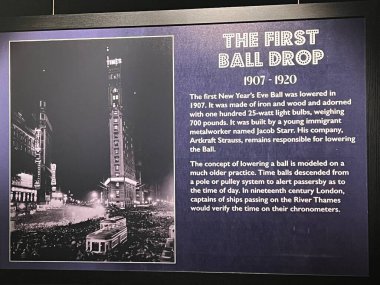 THE FIRST
BALL DROP
1907 - 1920
The first New Year's Eve Ball was lowered in
1907. It was made of iron and wood and adorned
with one hundred 25-watt light bulbs, weighing
700 pounds. It was built by a young immigrant
metalworker named Jacob Starr. His company,
Artkraft Strauss, remains responsible for lowering
the Ball.
The concept of lowering a ball is modeled on a
much older practice. Time balls descended from
a pole or pulley system to alert passersby as to
the time of day. In nineteenth century London,
captains of ships passing on the River Thames
would verify the time on their chronometers.